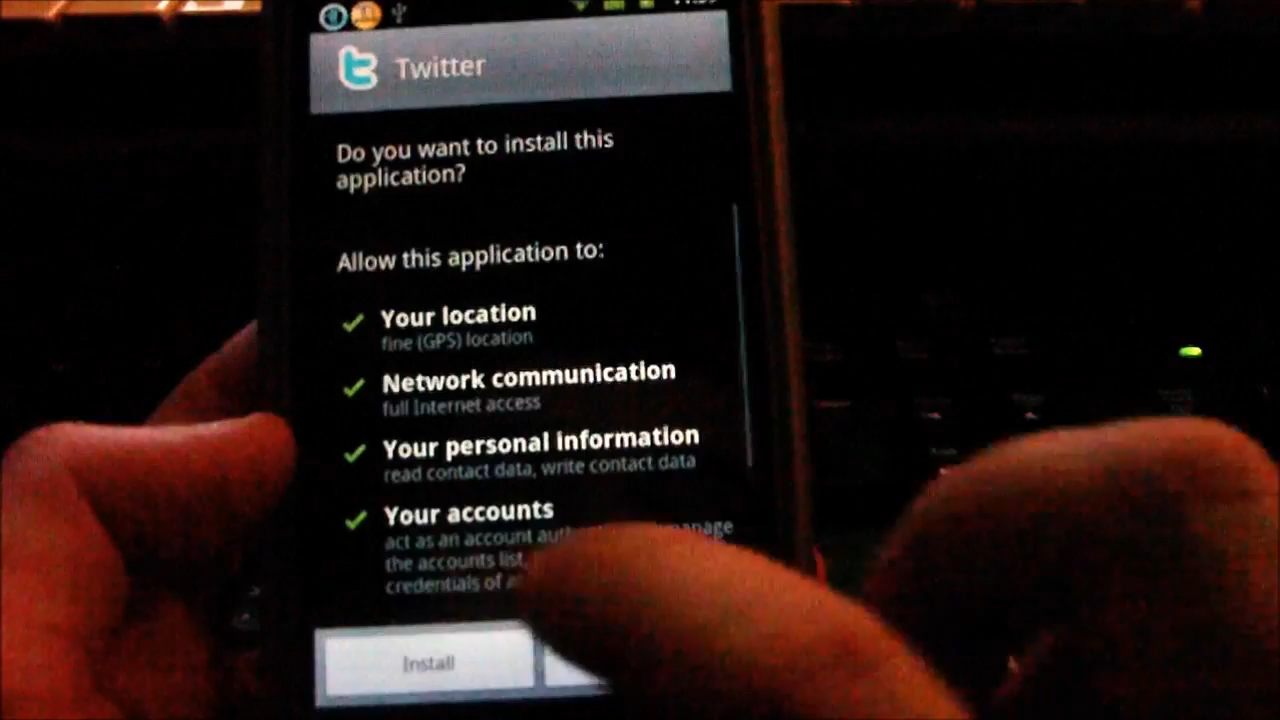 Twitter
Do you want to install this
application?
Allow this application to:
Your location
fine (GPS) location
Network communication
full Internet access
Your personal information
read contact data, write contact data
Your accounts
act as an account manage
the accounts list,
credentials of
Install